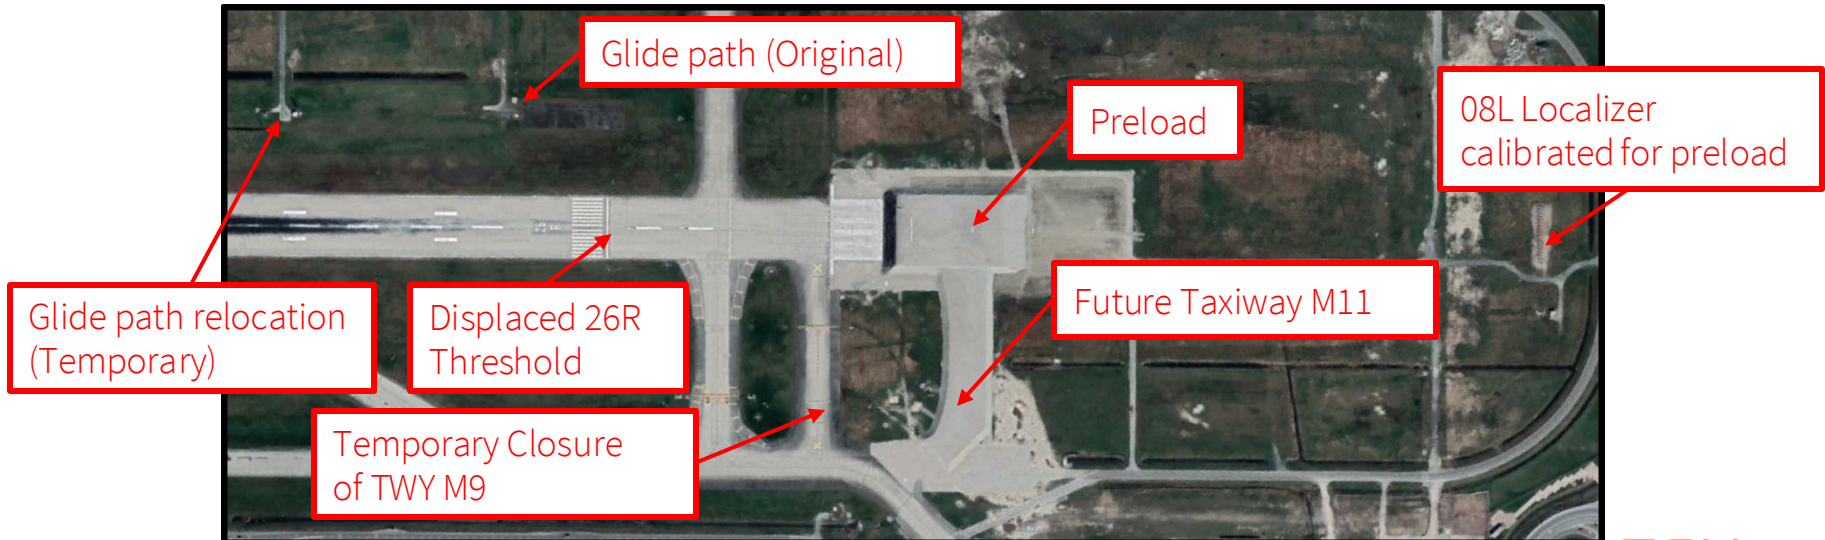 Glide path (Original)
Preload
08L Localizer
calibrated for preload
Glide path relocation
(Temporary)
Displaced 26R
Threshold
Future Taxiway M11
Temporary Closure
of TWY M9